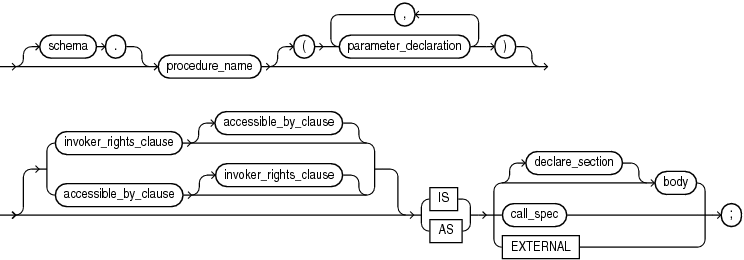 ,
schema . ( parameter_declaration )
procedure_name
accessible_by_clause
invoker_rights_clause
invoker_rights_clause
accessible_by_clause
declare_section
body
IS
call_spec ;
AS
EXTERNAL